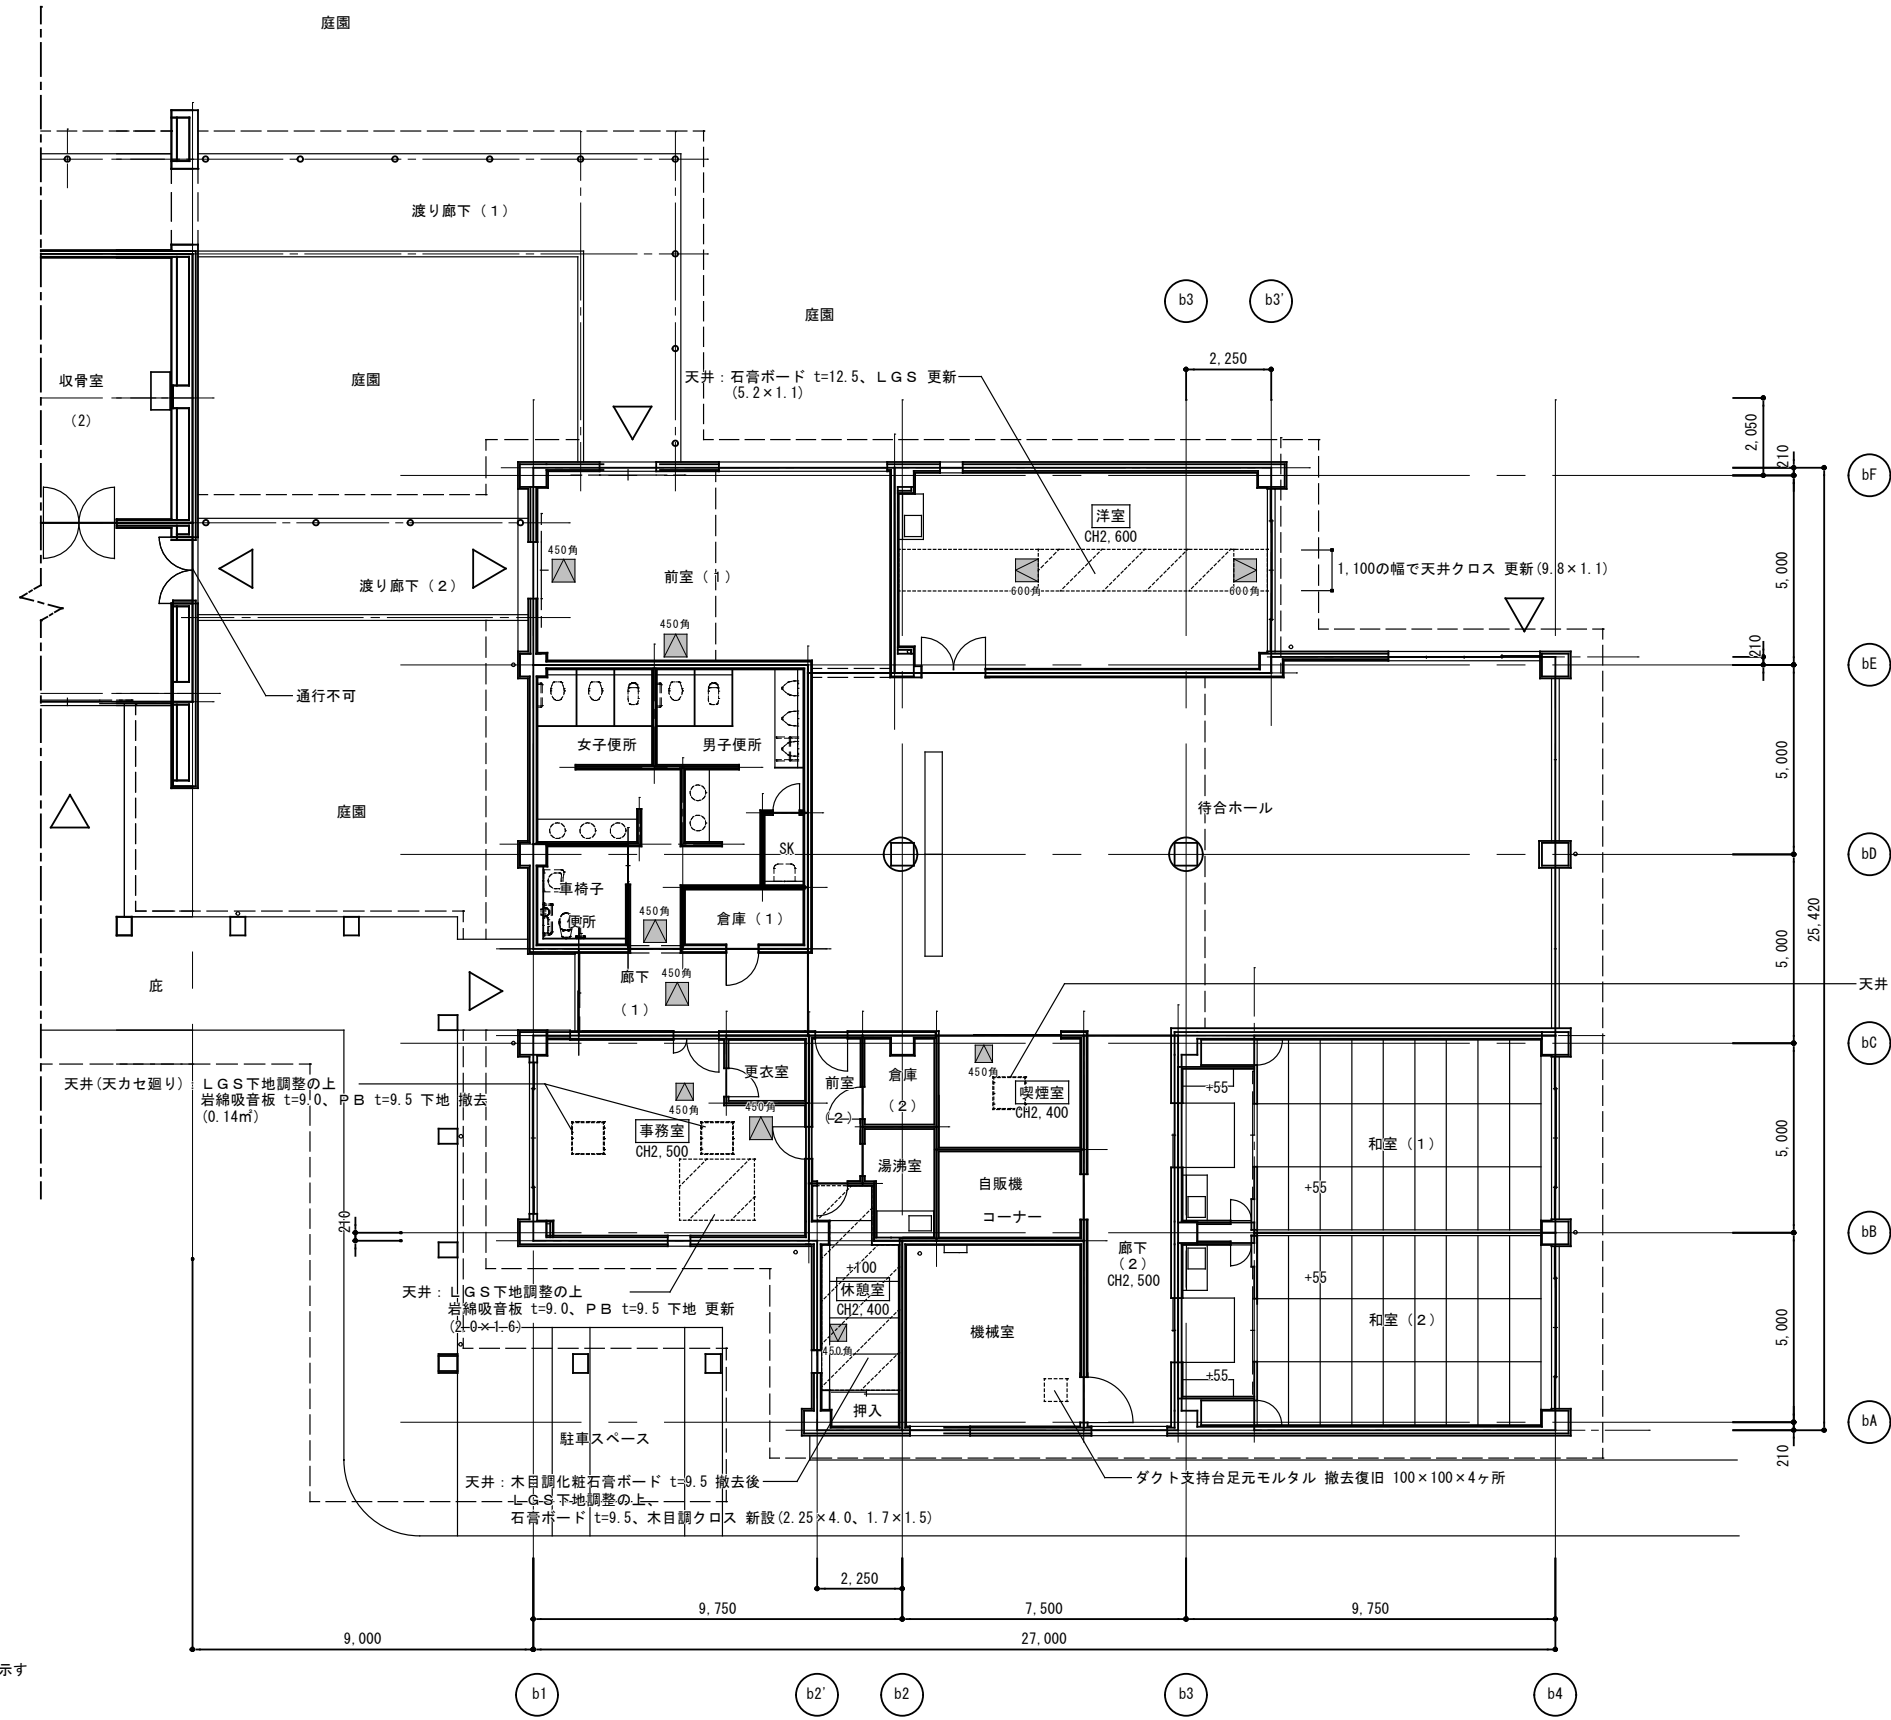 庭園
渡り廊下（１）
庭園
b3
b3'
2,250
収骨室
(2)
庭園
天井：石膏ボード t=12.5、ＬＧＳ 更新
(5.2×1.1)
2,050
210
bF
洋室
CH2,600
450角
前室（１）
600角
600角
1,100の幅で天井クロス 更新(9.8×1.1)
5,000
渡り廊下（２）
450角
210
bE
通行不可
女子便所
男子便所
5,000
庭園
待合ホール
SK
bD
車椅子
便所
450角
倉庫（１）
25,420
5,000
庇
廊下
（１）
450角
天井
bC
天井(天カセ廻り)：ＬＧＳ下地調整の上
岩綿吸音板 t=9.0、ＰＢ t=9.5 下地 撤去
(0.14㎡)
更衣室
前室
(2)
倉庫
（２）
450角
喫煙室
CH2,400
450角
450角
事務室
CH2,500
+55
和室（１）
5,000
湯沸室
自販機
コーナー
+55
210
bB
廊下
（２）
CH2,500
+55
+100
休憩室
CH2,400
天井：ＬＧＳ下地調整の上
岩綿吸音板 t=9.0、ＰＢ t=9.5 下地 更新
(2.0×1.6)
450角
機械室
和室（２）
5,000
+55
押入
bA
駐車スペース
210
天井：木目調化粧石膏ボード t=9.5 撤去後
ＬＧＳ下地調整の上、
石膏ボード t=9.5、木目調クロス 新設(2.25×4.0、1.7×1.5)
ダクト支持台足元モルタル 撤去復旧 100×100×4ヶ所
2,250
9,750
7,500
9,750
9,000
27,000
示す
b1
b2'
b2
b3
b4